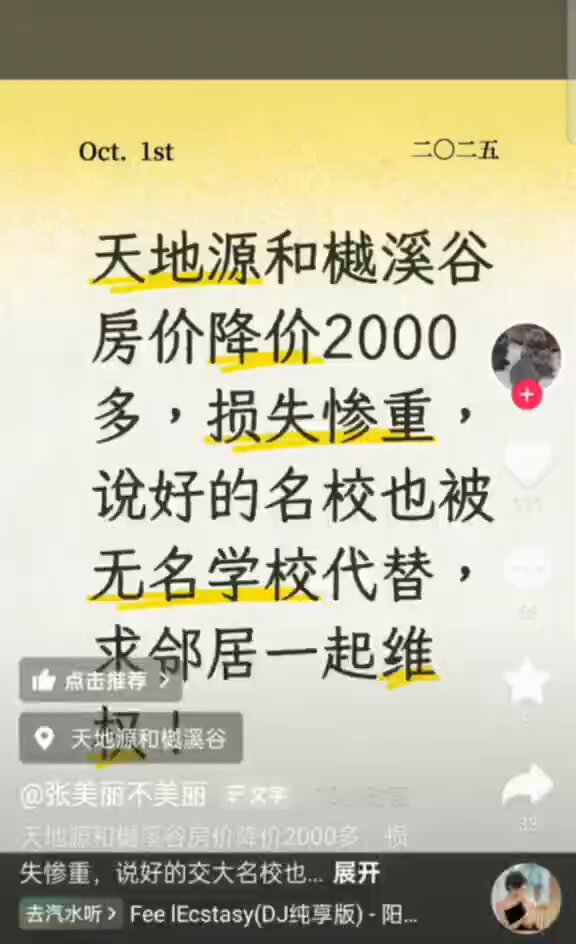 Oct. 1st
二〇二五
天地源和樾溪谷
房价降价2000
多，损失惨重，
说好的名校也被
无名学校代替，
求邻居一起维
权！
点击推荐 >
天地源和樾溪谷
@张美丽不美丽 文字
天地源和樾溪谷房价降价2000多，损
失惨重，说好的交大名校也... 展开
去汽水听 > Fee lEcstasy(DJ纯享版) - 阳...